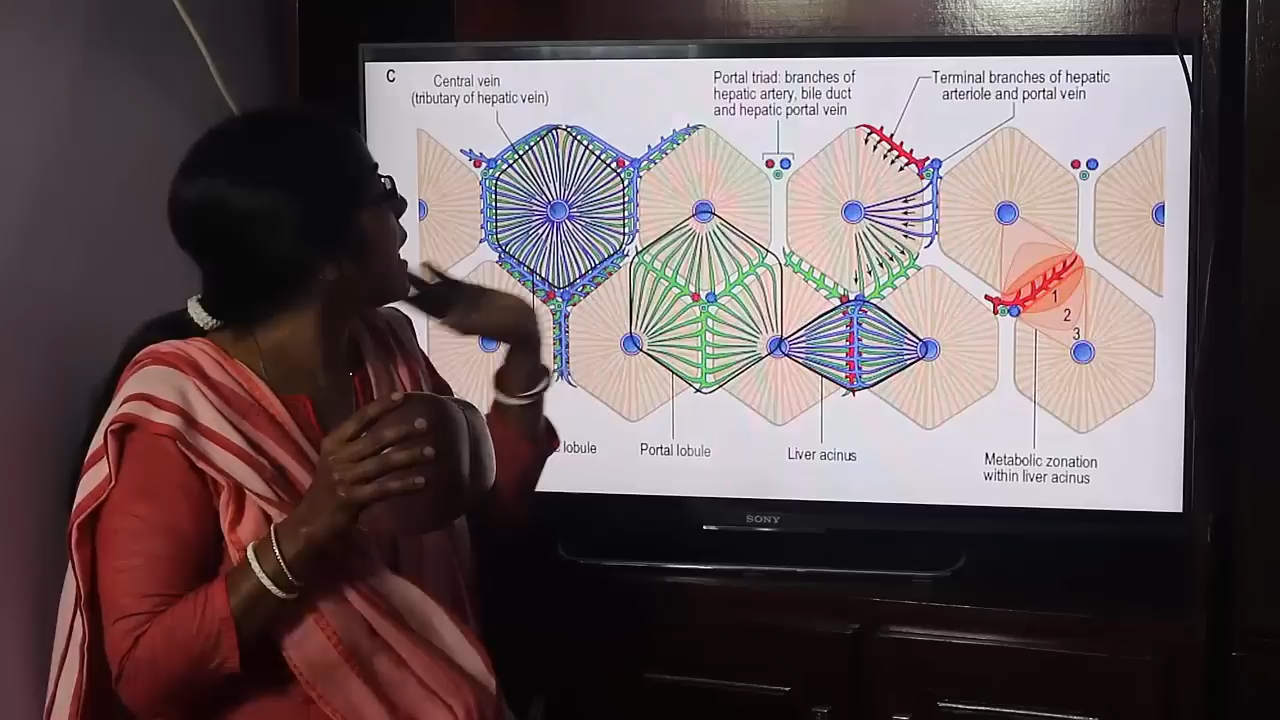 C
Central vein
(tributary of hepatic vein)
Portal triad: branches of
hepatic artery, bile duct
and hepatic portal vein
Terminal branches of hepatic
arteriole and portal vein
1
2
3
lobule
Portal lobule
Liver acinus
Metabolic zonation
within liver acinus
SONY